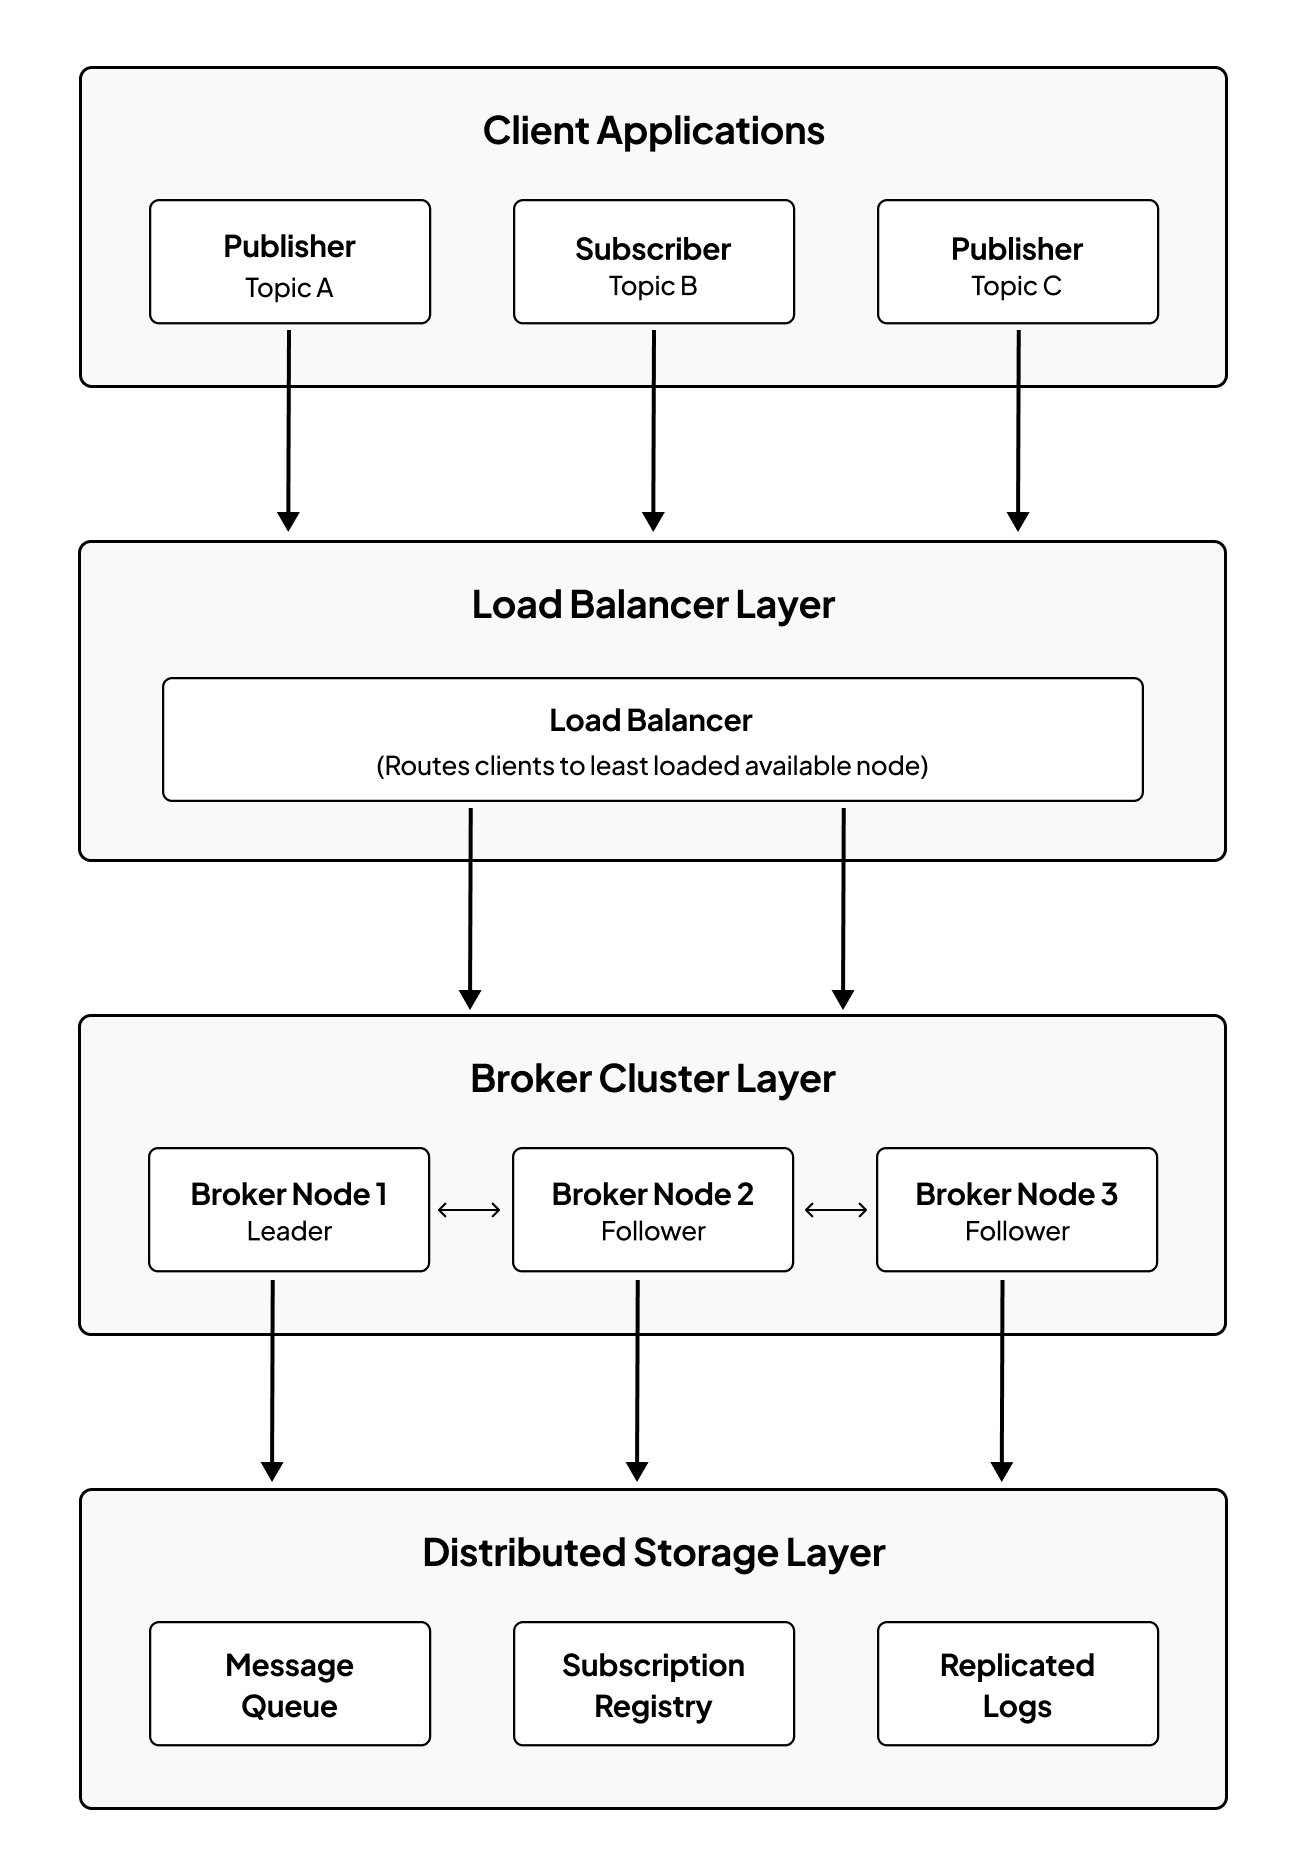 Client Applications
Publisher
Topic A
Subscriber
Topic B
Publisher
Topic C
Load Balancer Layer
Load Balancer
(Routes clients to least loaded available node)
Broker Cluster Layer
Broker Node 1
Leader
Broker Node 2
Follower
Broker Node 3
Follower
Distributed Storage Layer
Message
Queue
Subscription
Registry
Replicated
Logs